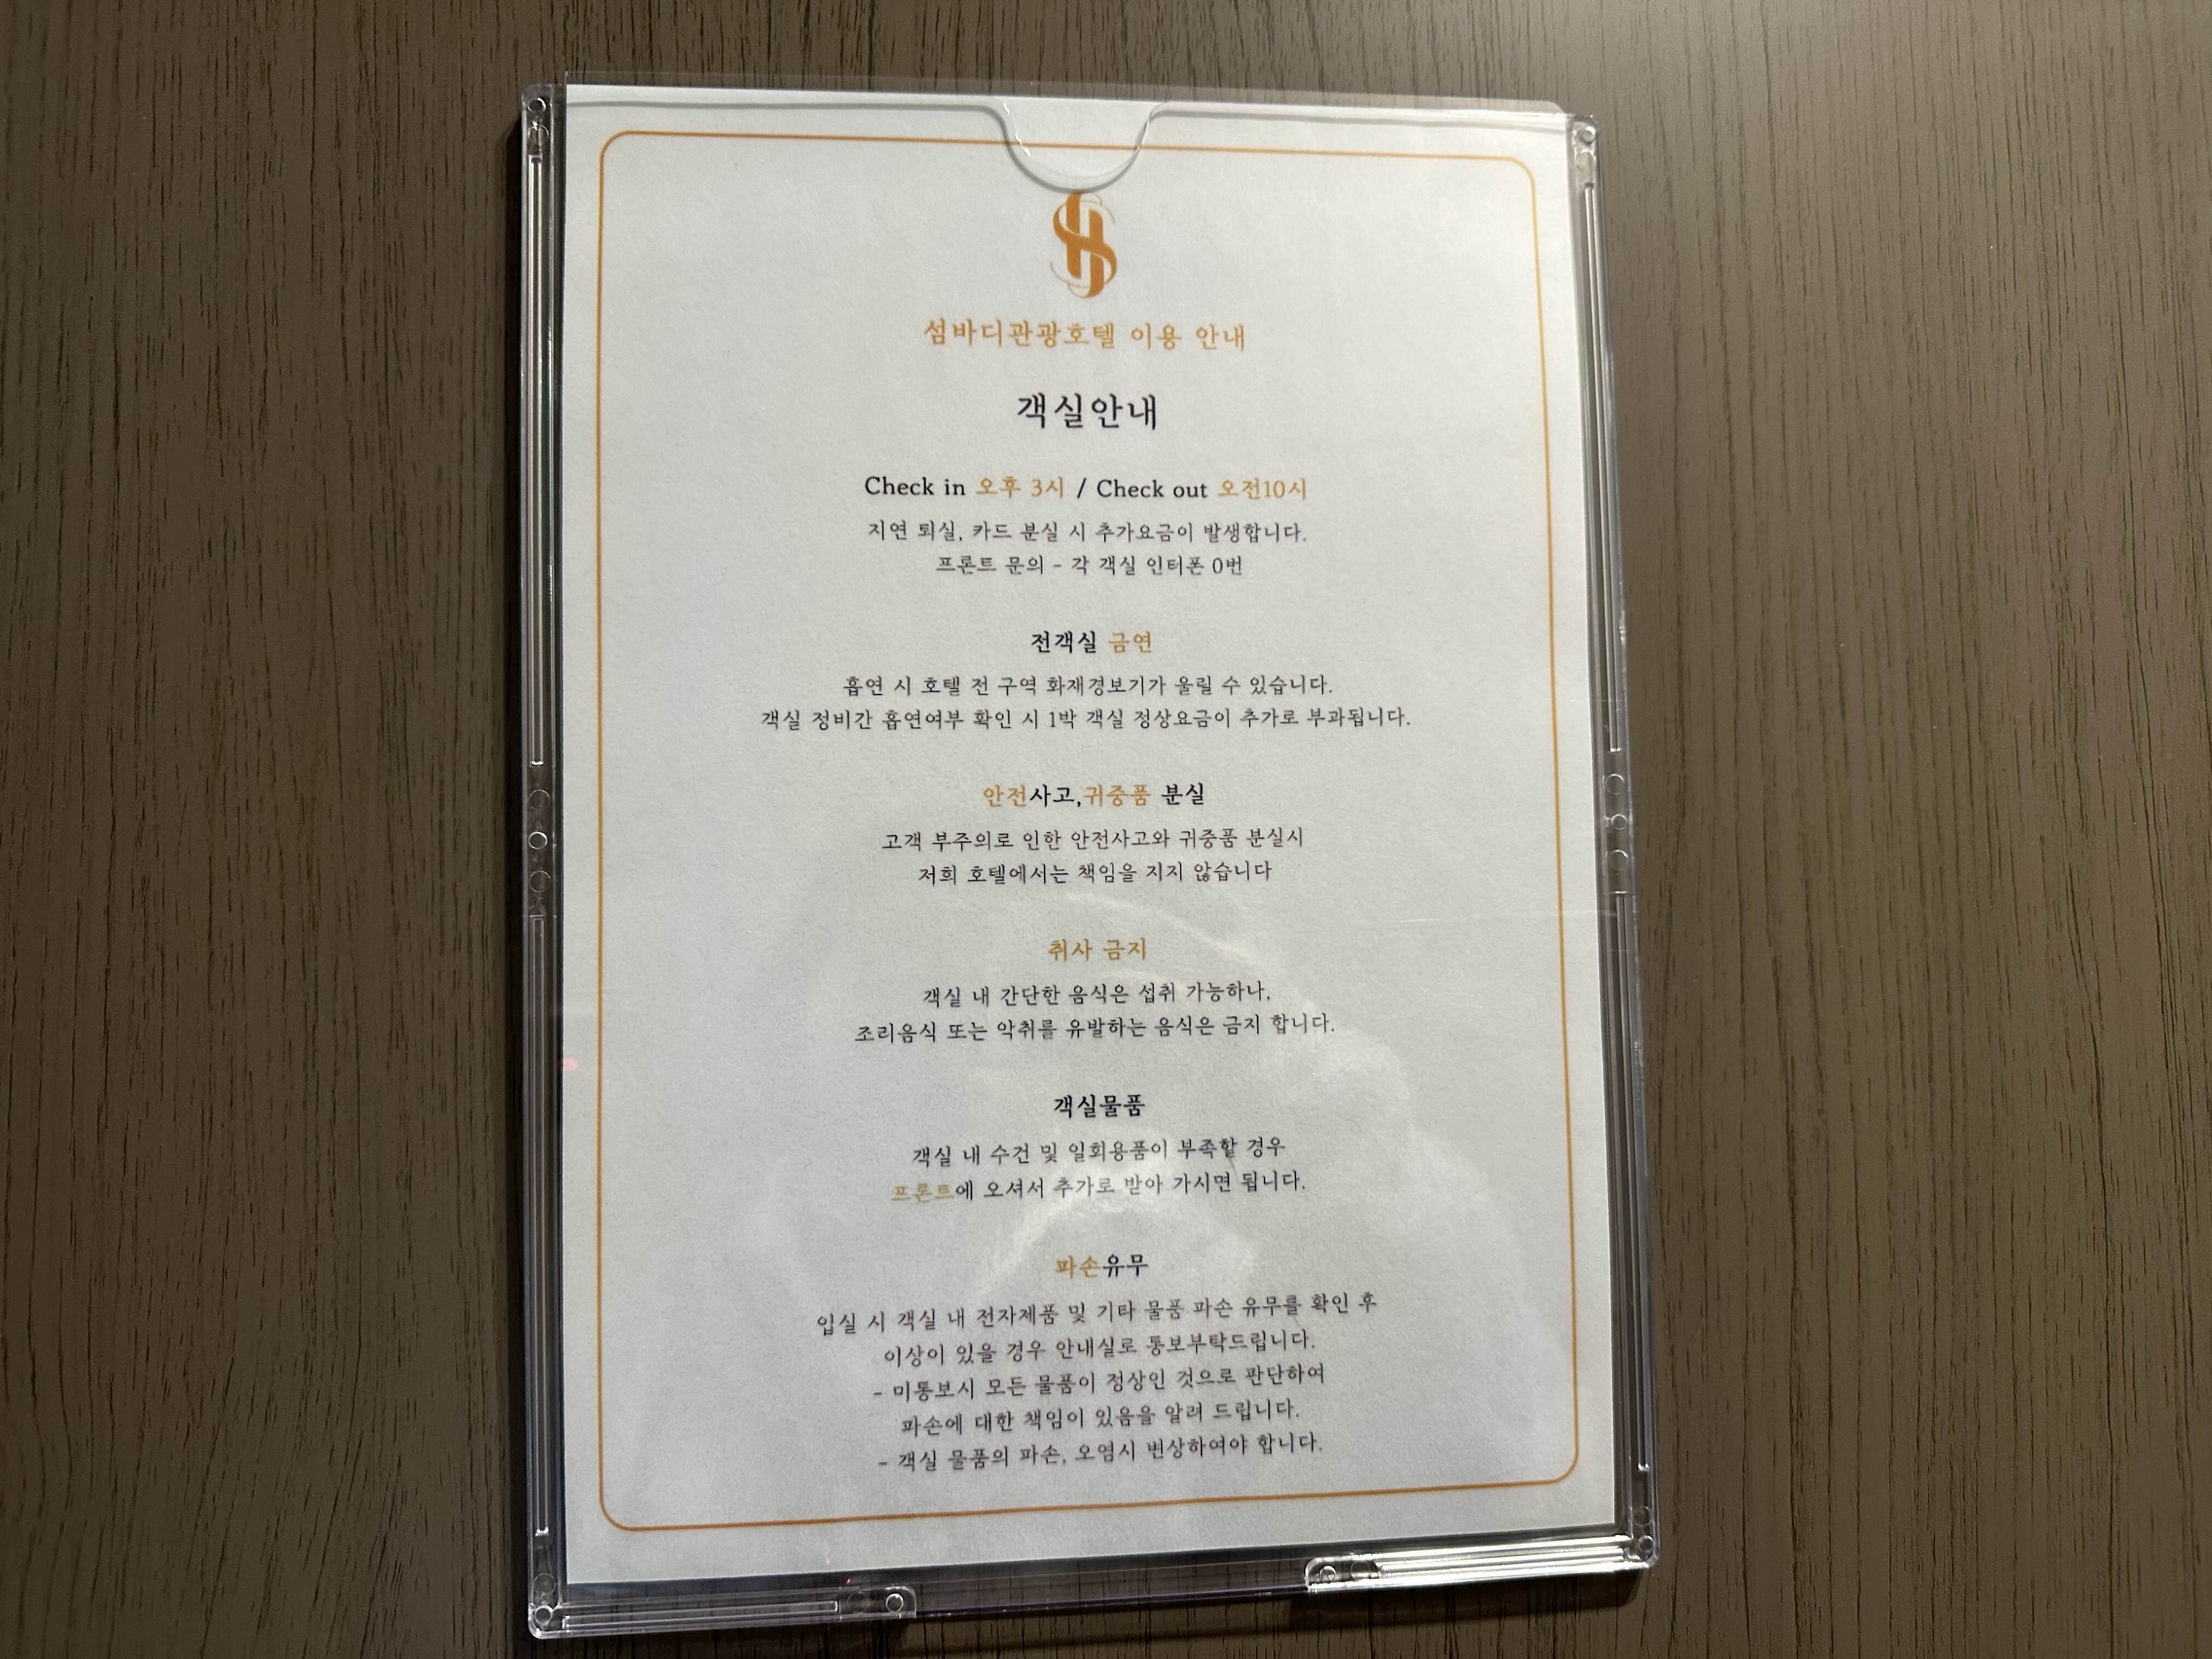 섬바디관광호텔 이용 안내
객실안내
Check in 오후 3시 / Check out 오전10시
지연 퇴실, 카드 분실 시 추가요금이 발생합니다.
프론트 문의 - 각 객실 인터폰 0번
전객실 금연
흡연 시 호텔 전 구역 화재경보기가 울릴 수 있습니다.
객실 정비간 흡연여부 확인 시 1박 객실 정상요금이 추가로 부과됩니다.
안전사고,귀중품 분실
고객 부주의로 인한 안전사고와 귀중품 분실시
저희 호텔에서는 책임을 지지 않습니다
취사 금지
객실 내 간단한 음식은 섭취 가능하나,
조리음식 또는 악취를 유발하는 음식은 금지 합니다.
객실물품
객실 내 수건 및 일회용품이 부족할 경우
프론트에 오셔서 추가로 받아 가시면 됩니다.
파손유무
입실 시 객실 내 전자제품 및 기타 물품 파손 유무를 확인 후
이상이 있을 경우 안내실로 통보부탁드립니다.
- 미통보시 모든 물품이 정상인 것으로 판단하여
파손에 대한 책임이 있음을 알려 드립니다.
- 객실 물품의 파손, 오염시 변상하여야 합니다.